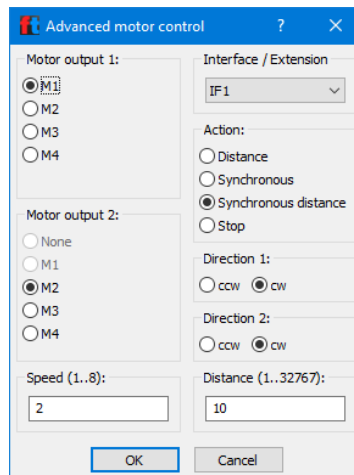 ft Advanced motor control ?
Motor output 1:
M1
M2
M3
M4
Motor output 2:
None
M1
M2
M3
M4
Speed (1..8):
2
Interface / Extension
IF1
Action:
Distance
Synchronous
Synchronous distance
Stop
Direction 1:
ccw cw
Direction 2:
ccw cw
Distance (1..32767):
10
OK Cancel